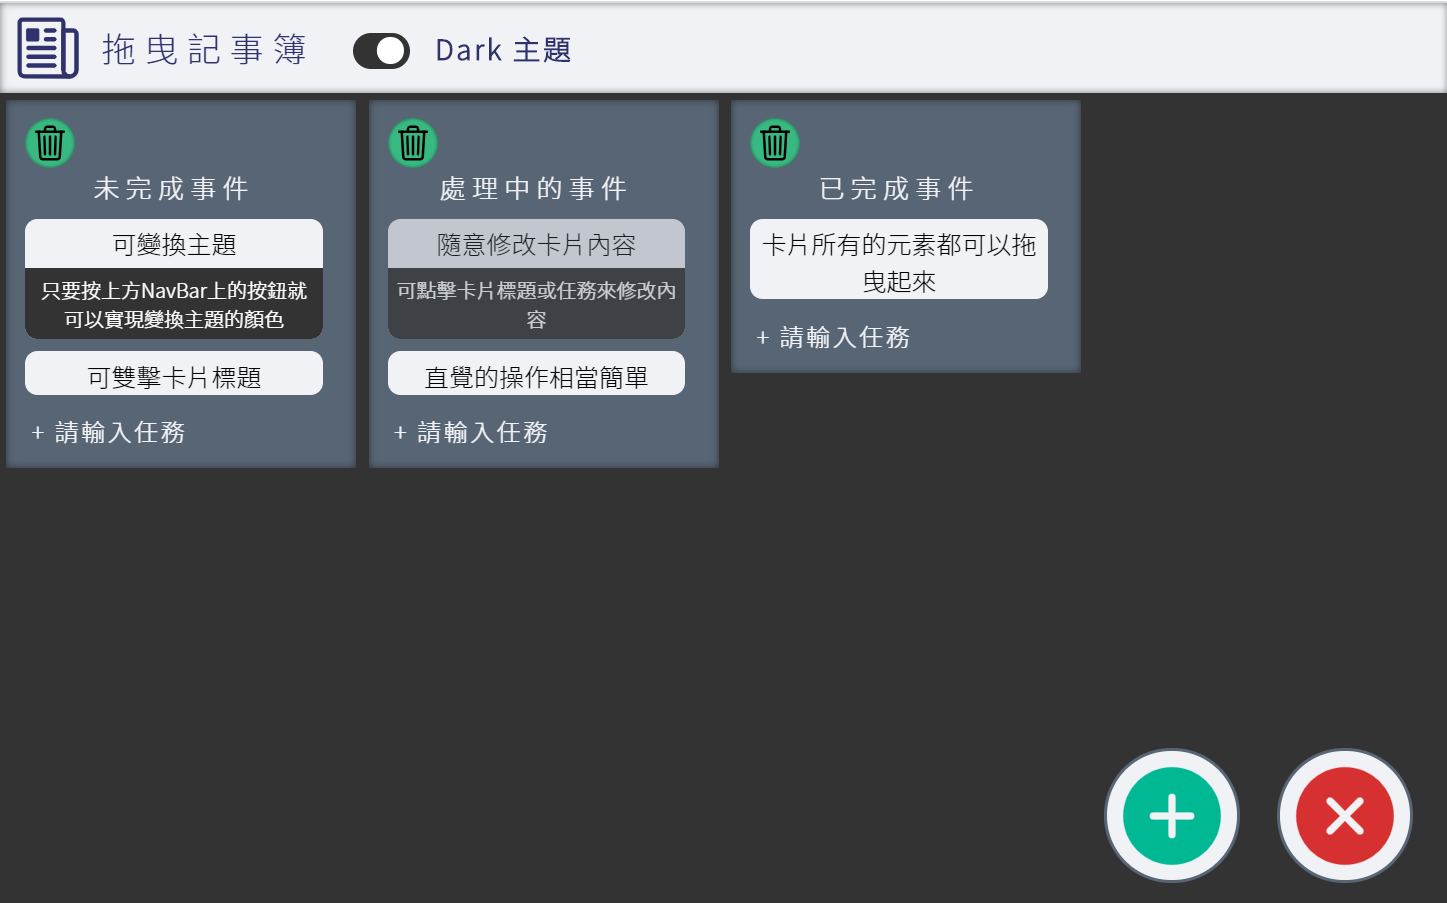 拖曳記事簿
Dark 主題
未完成事件
可變換主題
只要按上方NavBar上的按鈕就
可以實現變換主題的顏色
可雙擊卡片標題
+ 請輸入任務
處理中的事件
隨意修改卡片內容
可點擊卡片標題或任務來修改內
容
直覺的操作相當簡單
+ 請輸入任務
已完成事件
卡片所有的元素都可以拖
曳起來
+ 請輸入任務